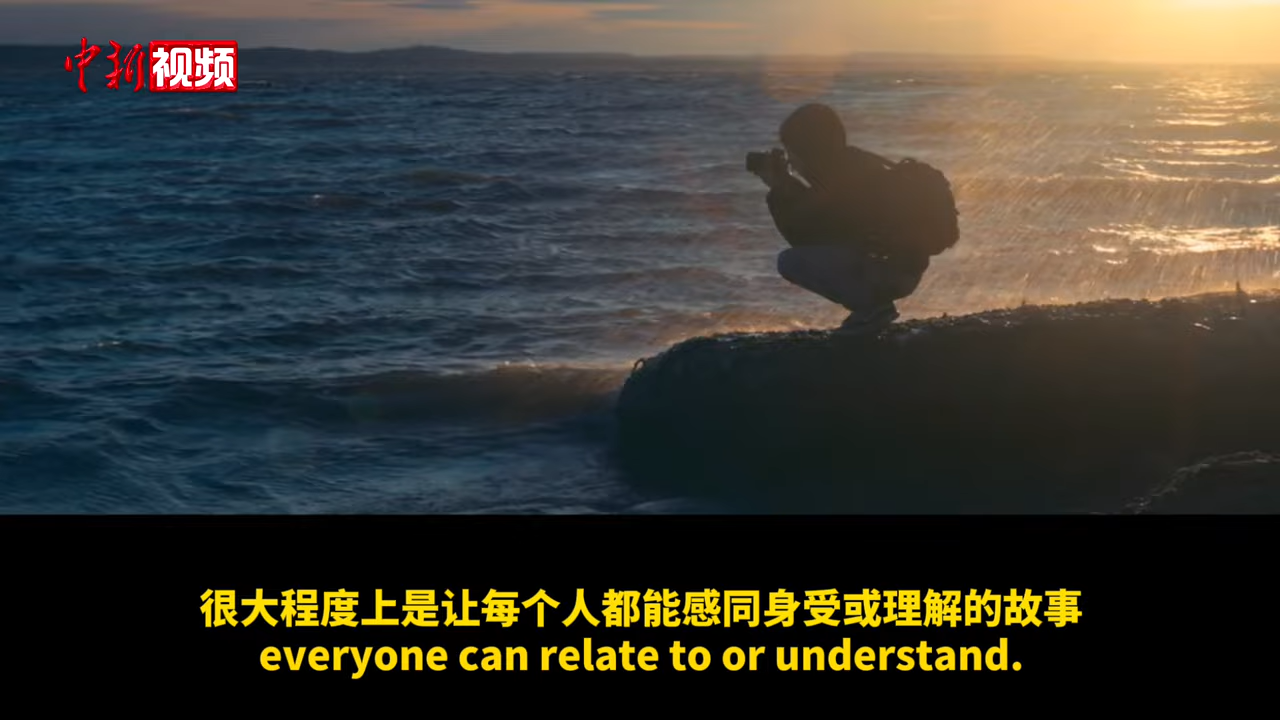 中新视频
很大程度上是让每个人都能感同身受或理解的故事
everyone can relate to or understand.